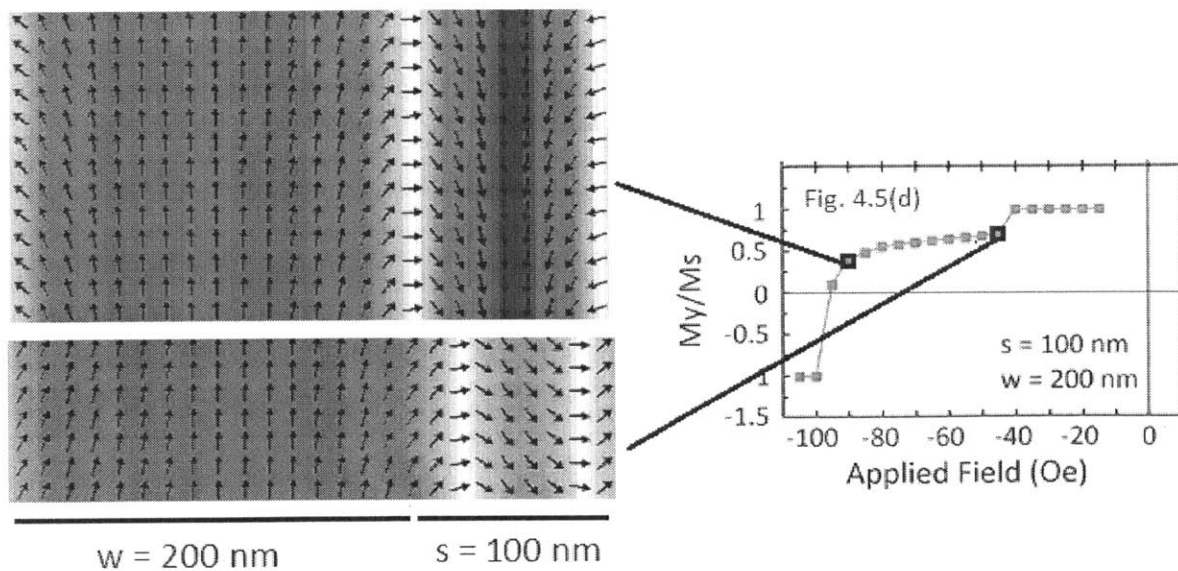 Fig. 4.5(d)
My/Ms
1
0.5
0
-0.5
1
-1.5
s = 100 nm
w = 200 nm
-100 -80 -60 -40 -20 0
Applied Field (Oe)
w = 200 nm s = 100 nm